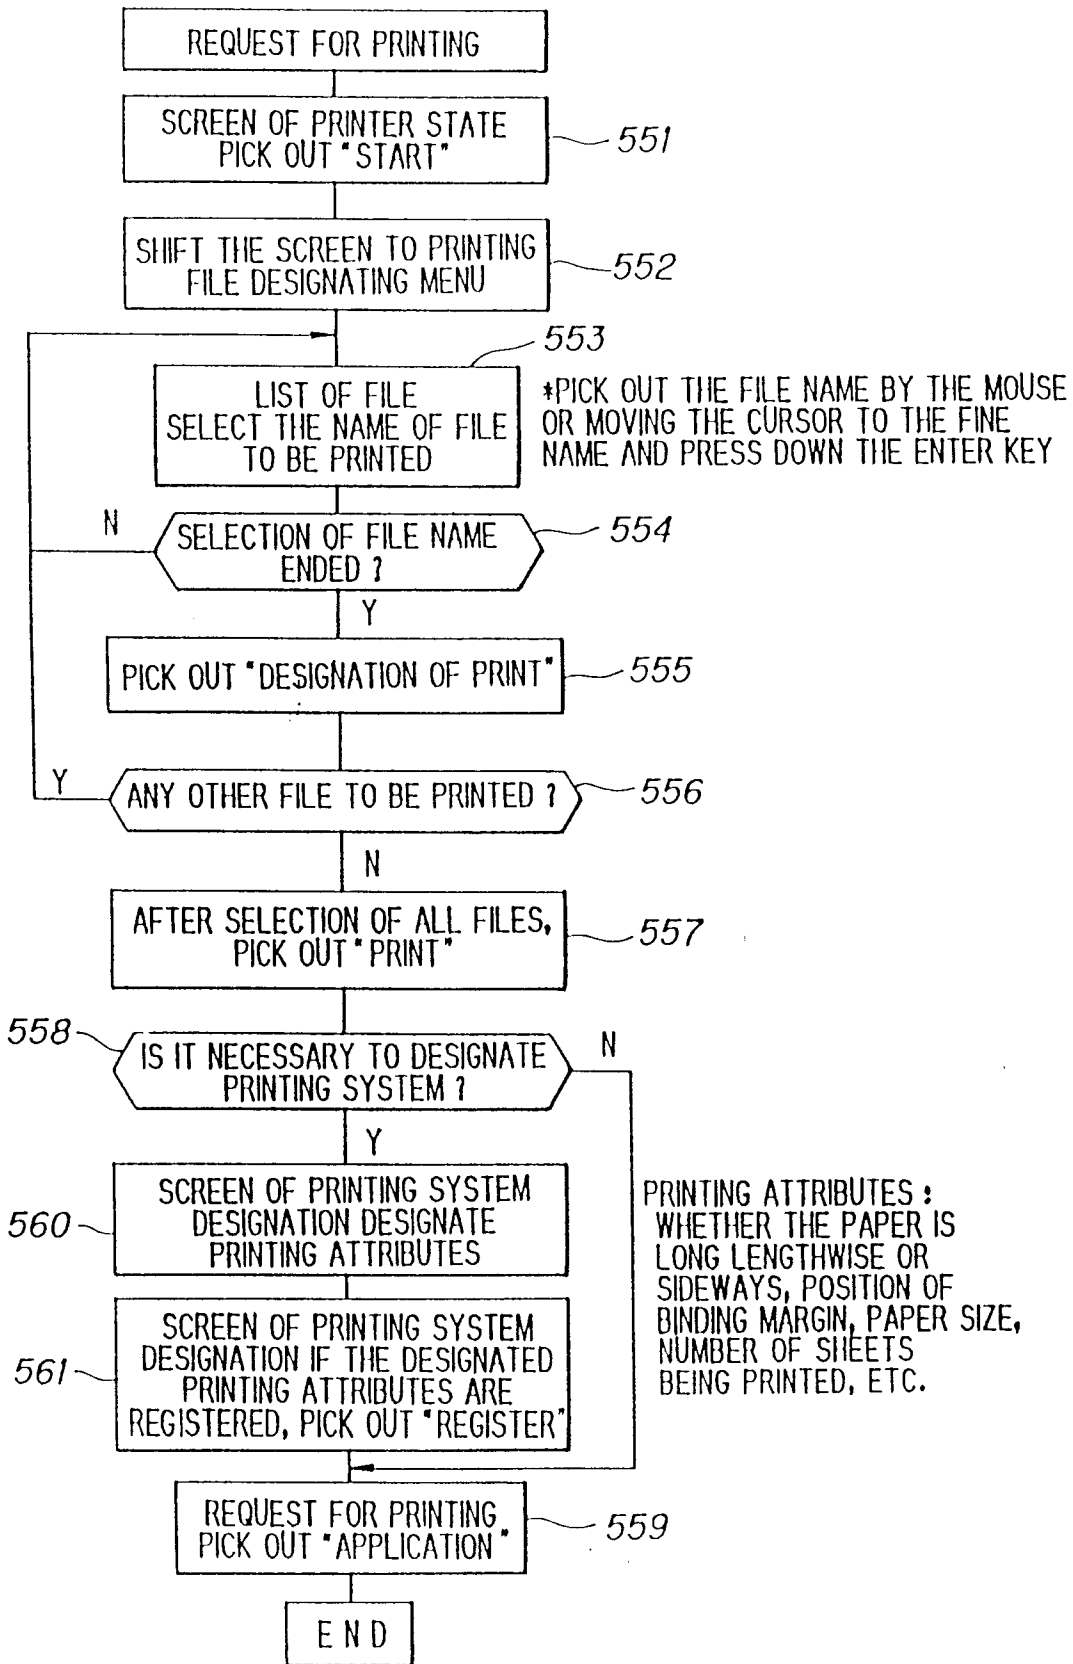 REQUEST FOR PRINTING
SCREEN OF PRINTER STATE
PICK OUT "START"
551
SHIFT THE SCREEN TO PRINTING
FILE DESIGNATING MENU
552
553
LIST OF FILE
SELECT THE NAME OF FILE
TO BE PRINTED
*PICK OUT THE FILE NAME BY THE MOUSE
OR MOVING THE CURSOR TO THE FINE
NAME AND PRESS DOWN THE ENTER KEY
N
SELECTION OF FILE NAME
ENDED ?
554
Y
PICK OUT "DESIGNATION OF PRINT"
555
Y
ANY OTHER FILE TO BE PRINTED ?
556
N
AFTER SELECTION OF ALL FILES,
PICK OUT "PRINT"
557
558
IS IT NECESSARY TO DESIGNATE
PRINTING SYSTEM ?
N
Y
SCREEN OF PRINTING SYSTEM
DESIGNATION DESIGNATE
PRINTING ATTRIBUTES
560
PRINTING ATTRIBUTES :
WHETHER THE PAPER IS
LONG LENGTHWISE OR
SIDEWAYS, POSITION OF
BINDING MARGIN, PAPER SIZE,
NUMBER OF SHEETS
BEING PRINTED, ETC.
SCREEN OF PRINTING SYSTEM
DESIGNATION IF THE DESIGNATED
PRINTING ATTRIBUTES ARE
REGISTERED, PICK OUT "REGISTER"
561
REQUEST FOR PRINTING
PICK OUT "APPLICATION"
559
END